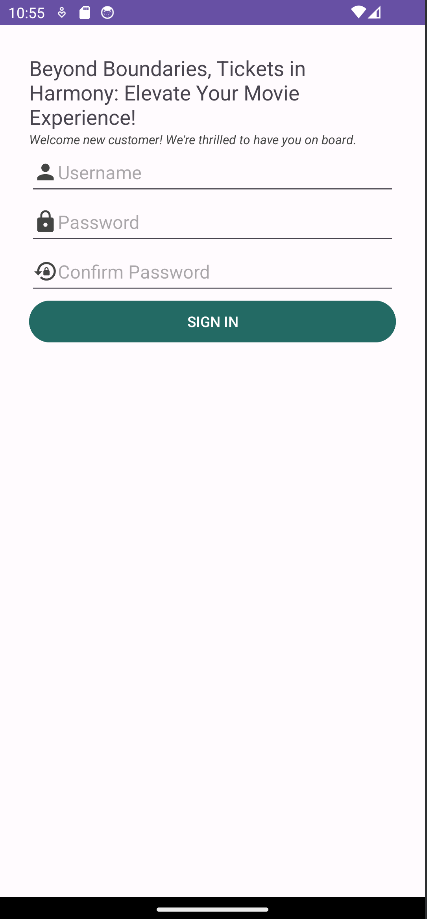 10:55
Beyond Boundaries, Tickets in
Harmony: Elevate Your Movie
Experience!
Welcome new customer! We're thrilled to have you on board.
Username
Password
Confirm Password
SIGN IN